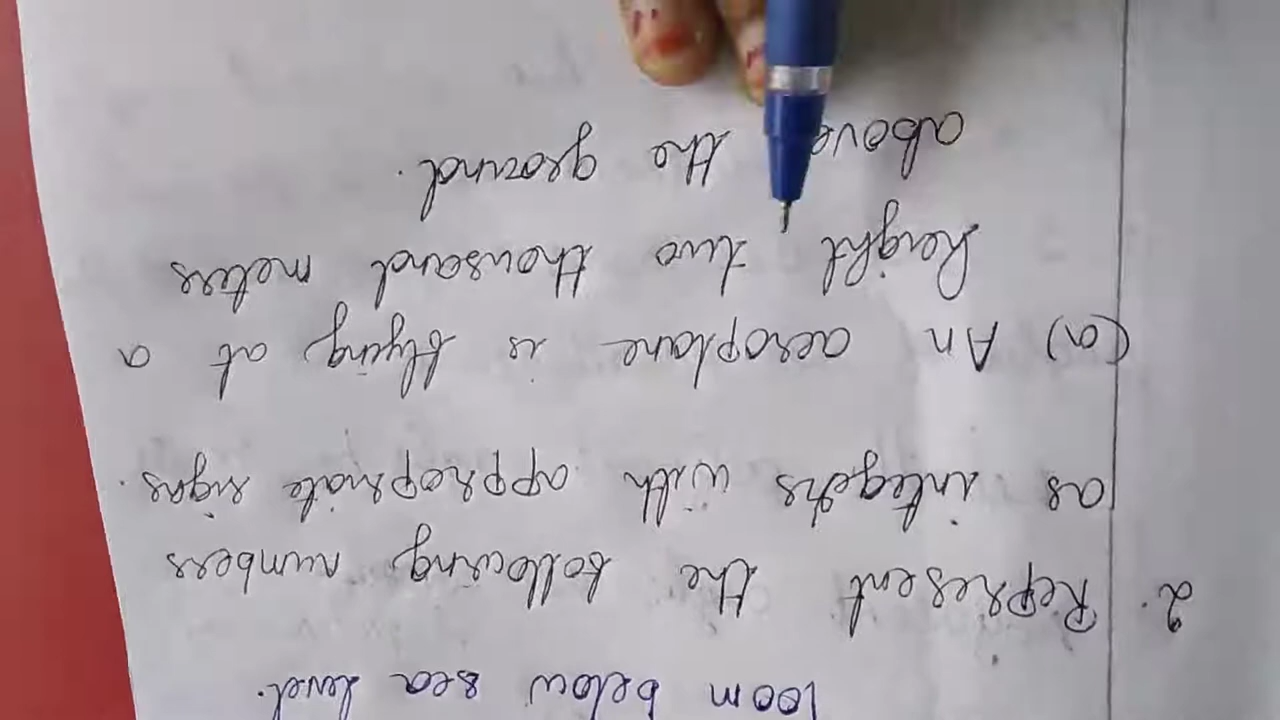 100m below sea level.
2. Represent the following numbers
as integers with appropriate signs.
(a) An aeroplane is flying at a
height two thousand meters
above the ground.